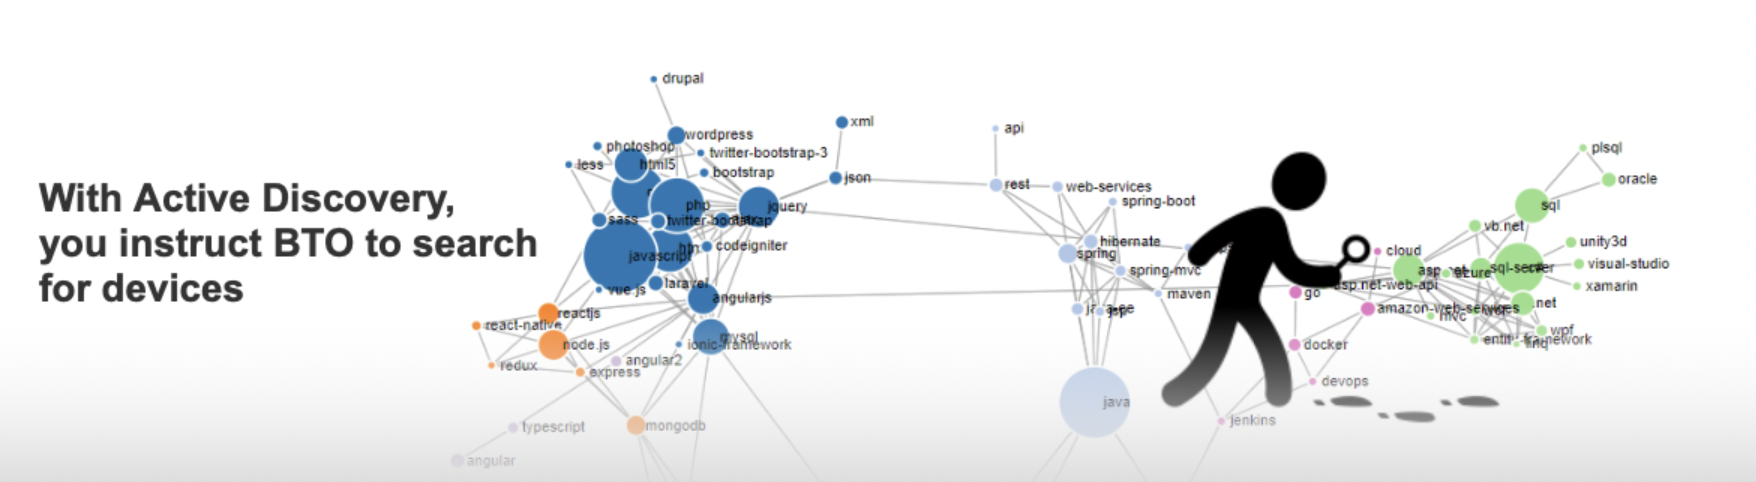 With Active Discovery,
you instruct BTO to search
for devices
drupal
wordpress
photoshop
twitter-bootstrap-3
less
html5
bootstrap
xml
json
php
jquery
sass
twitter-bootstrap
codeigniter
javascript
laravel
vue.js
angularjs
reactjs
react-native
mysql
node.js
ionic-framework
angular2
redux
express
typescript
mongodb
angular
api
rest
web-services
spring-boot
hibernate
spring
spring-mvc
maven
jsp
java
cloud
go
docker
devops
jenkins
amazon-web-services
plsql
oracle
sql
vb.net
unity3d
asp.net
azure
sql-server
visual-studio
asp.net-web-api
xamarin
.net
mvc
wpf
entity-framework
linq